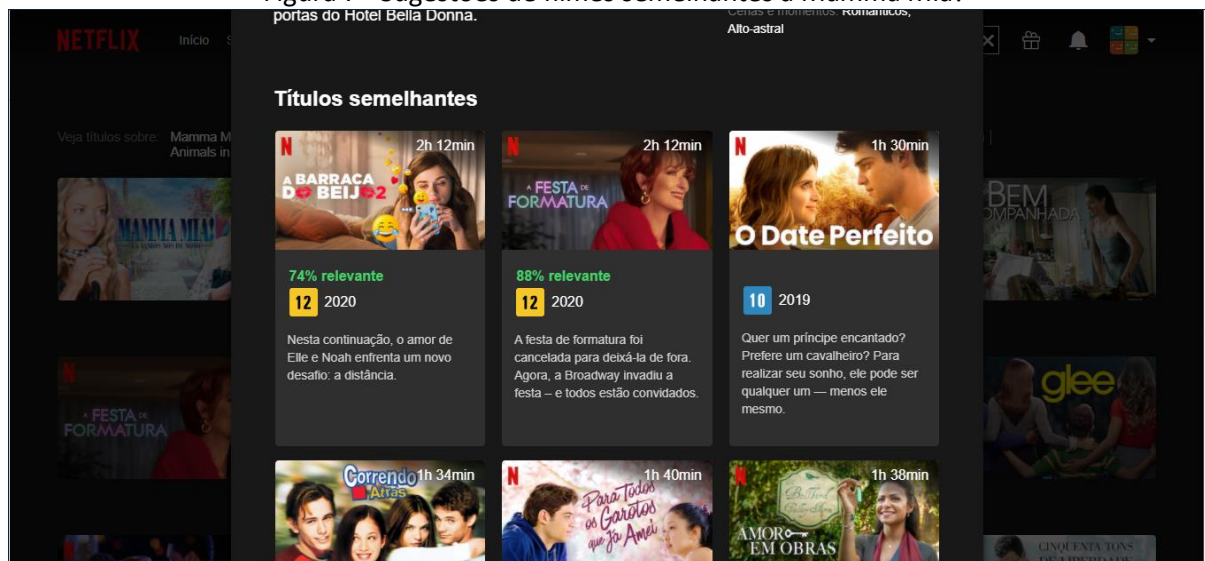 portas do Hotel Bella Donna.
Cenas e momentos: Românticos,
Alto-astral
NETFLIX
Início
Títulos semelhantes
Veja títulos sobre: Mamma M
Animals in
MAMMA MIA!
BEM
OMPANHADA
N
2h 12min
A BARRACA
DO BEIJO 2
N
2h 12min
A FESTA DE
FORMATURA
N
1h 30min
O Date Perfeito
74% relevante
12 2020
Nesta continuação, o amor de
Elle e Noah enfrenta um novo
desafio: a distância.
88% relevante
12 2020
A festa de formatura foi
cancelada para deixá-la de fora.
Agora, a Broadway invadiu a
festa – e todos estão convidados.
10 2019
Quer um príncipe encantado?
Prefere um cavalheiro? Para
realizar seu sonho, ele pode ser
qualquer um — menos ele
mesmo.
N
A FESTA DE
FORMATURA
glee
Correndo
Atrás
1h 34min
N
1h 40min
Para Todos
os Garotos
que Já Amei
N
1h 38min
AMOR
EM OBRAS
CINQUENTA TONS